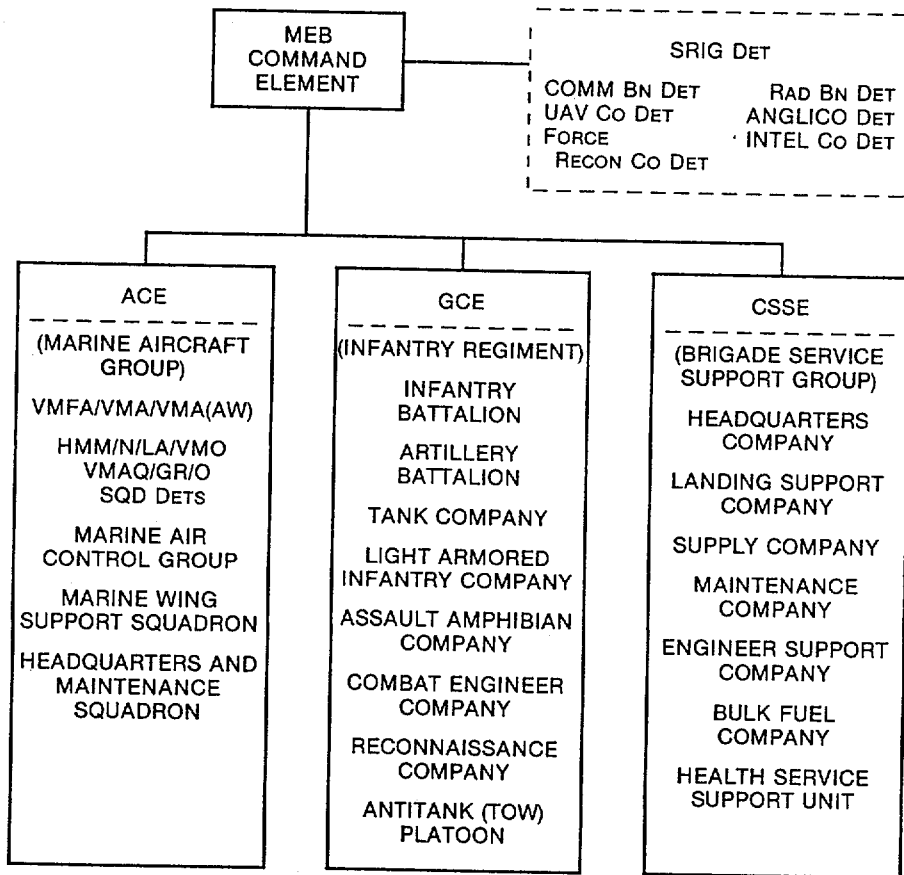 MEB
COMMAND
ELEMENT
SRIG DET
COMM BN DET RAD BN DET
UAV CO DET ANGLICO DET
FORCE INTEL CO DET
RECON CO DET
ACE
(MARINE AIRCRAFT
GROUP)
VMFA/VMA/VMA(AW)
HMM/N/LA/VMO
VMAQ/GR/O
SQD DETS
MARINE AIR
CONTROL GROUP
MARINE WING
SUPPORT SQUADRON
HEADQUARTERS AND
MAINTENANCE
SQUADRON
GCE
(INFANTRY REGIMENT)
INFANTRY
BATTALION
ARTILLERY
BATTALION
TANK COMPANY
LIGHT ARMORED
INFANTRY COMPANY
ASSAULT AMPHIBIAN
COMPANY
COMBAT ENGINEER
COMPANY
RECONNAISSANCE
COMPANY
ANTITANK (TOW)
PLATOON
CSSE
(BRIGADE SERVICE
SUPPORT GROUP)
HEADQUARTERS
COMPANY
LANDING SUPPORT
COMPANY
SUPPLY COMPANY
MAINTENANCE
COMPANY
ENGINEER SUPPORT
COMPANY
BULK FUEL
COMPANY
HEALTH SERVICE
SUPPORT UNIT